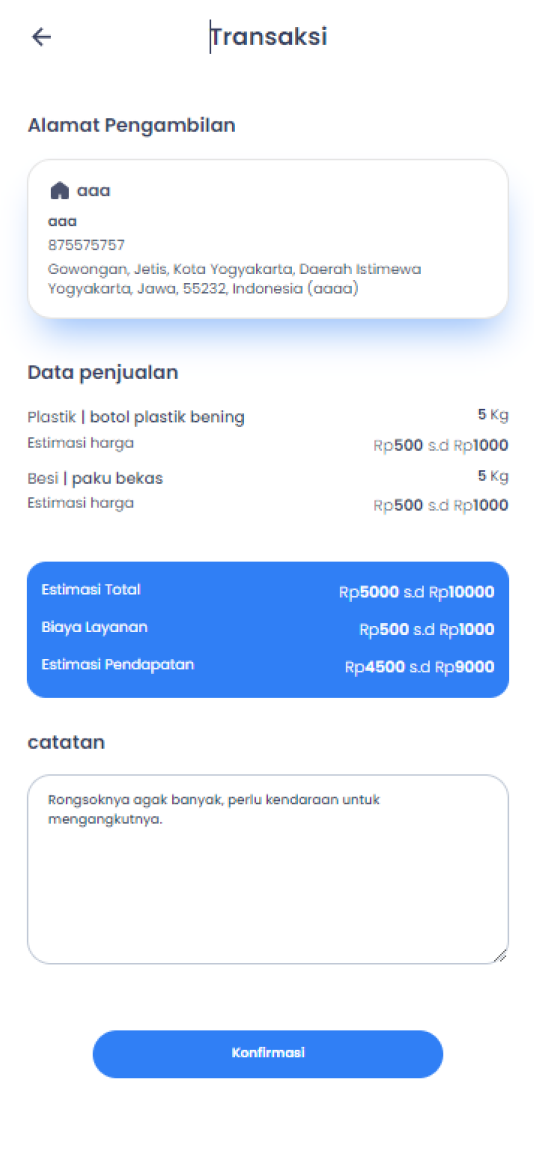 Transaksi
Alamat Pengambilan
aaa
aaa
875575757
Gowongan, Jetis, Kota Yogyakarta, Daerah Istimewa
Yogyakarta, Jawa, 55232, Indonesia (aaaa)
Data penjualan
Plastik | botol plastik bening 5 Kg
Estimasi harga Rp500 s.d Rp1000
Besi | paku bekas 5 Kg
Estimasi harga Rp500 s.d Rp1000
Estimasi Total Rp5000 s.d Rp10000
Biaya Layanan Rp500 s.d Rp1000
Estimasi Pendapatan Rp4500 s.d Rp9000
catatan
Rongsoknya agak banyak, perlu kendaraan untuk
mengangkutnya.
Konfirmasi